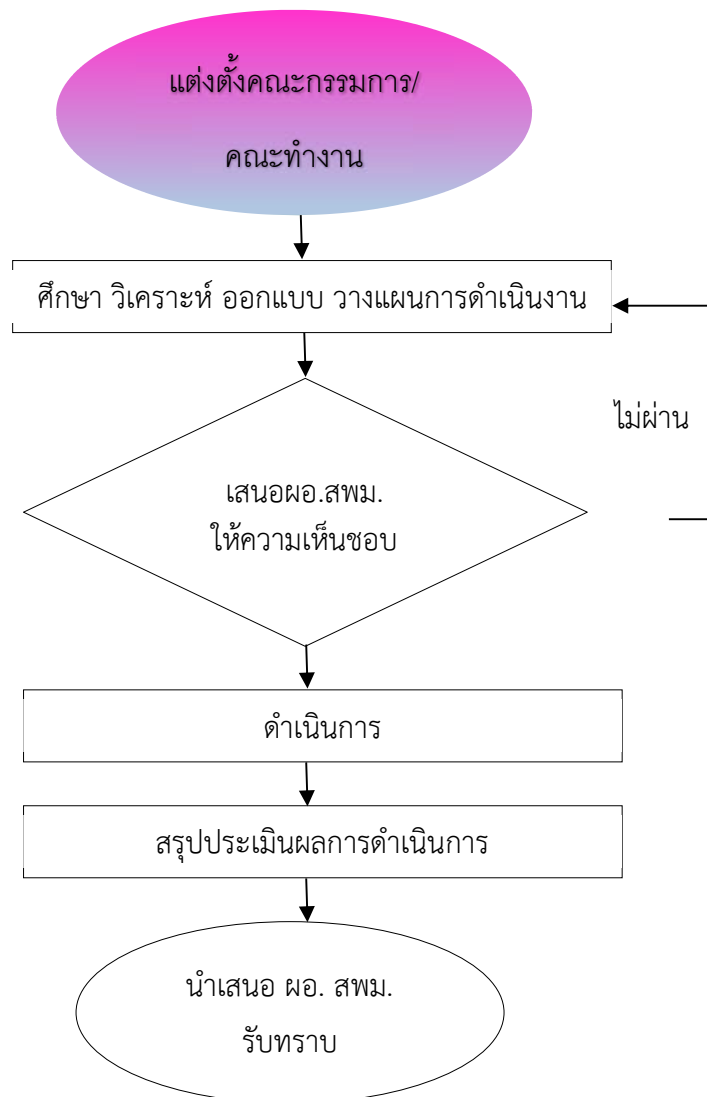 แต่งตั้งคณะกรรมการ/
คณะทำงาน
ศึกษา วิเคราะห์ ออกแบบ วางแผนการดำเนินงาน
ไม่ผ่าน
เสนอผอ.สพม.
ให้ความเห็นชอบ
ดำเนินการ
สรุปประเมินผลการดำเนินการ
นำเสนอ ผอ. สพม.
รับทราบ